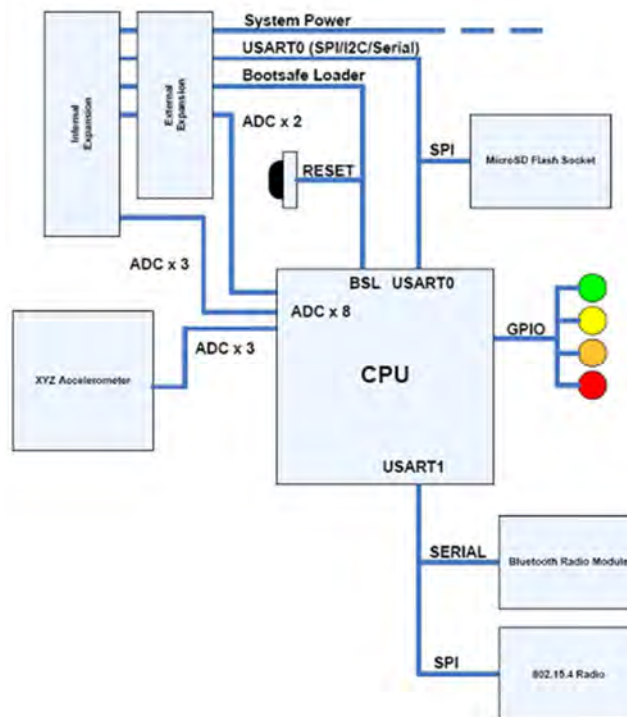 System Power
USART0 (SPI/I2C/Serial)
Bootsafe Loader
Internal
Expansion
External
Expansion
ADC x 2
SPI
MicroSD Flash Socket
RESET
ADC x 3
BSL
USART0
ADC x 8
GPIO
ADC x 3
XYZ Accelerometer
CPU
USART1
SERIAL
Bluetooth Radio Module
SPI
802.15.4 Radio